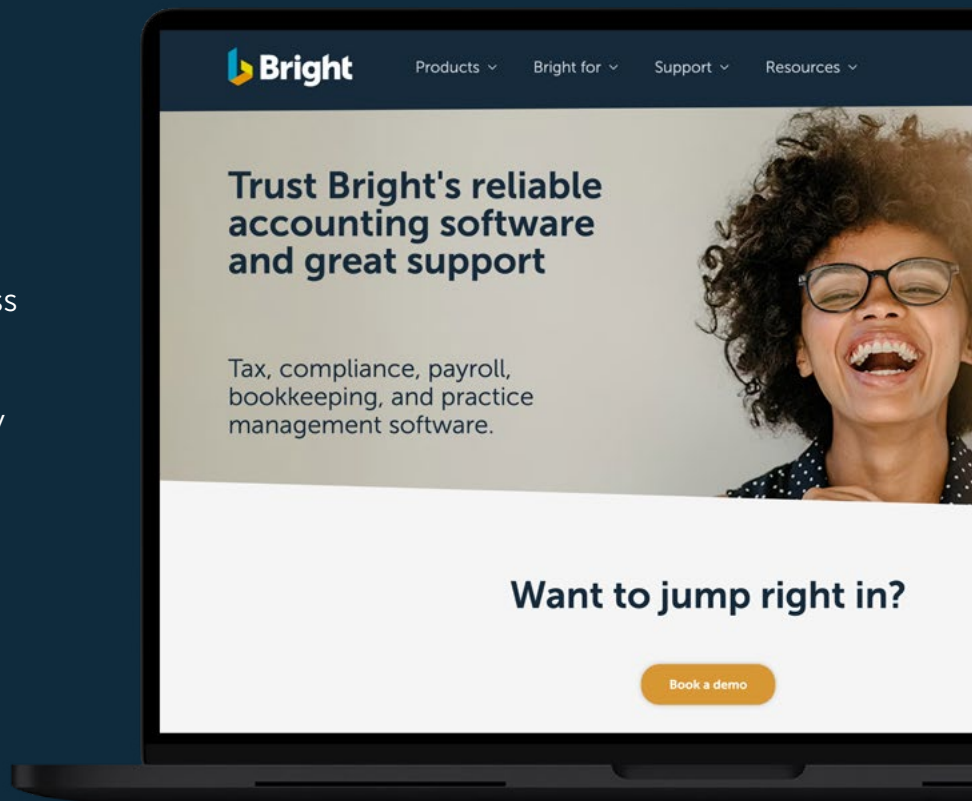 Bright
Products
Bright for
Support
Resources
Trust Bright's reliable
accounting software
and great support
Tax, compliance, payroll,
bookkeeping, and practice
management software.
Want to jump right in?
Book a demo